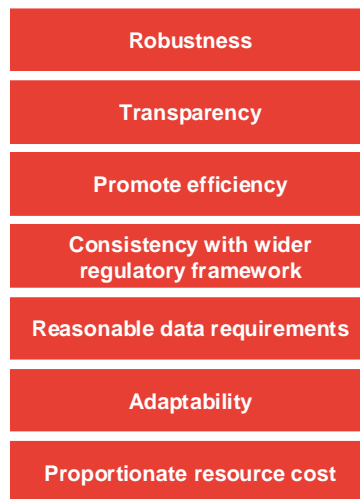 Robustness
Transparency
Promote efficiency
Consistency with wider
regulatory framework
Reasonable data requirements
Adaptability
Proportionate resource cost